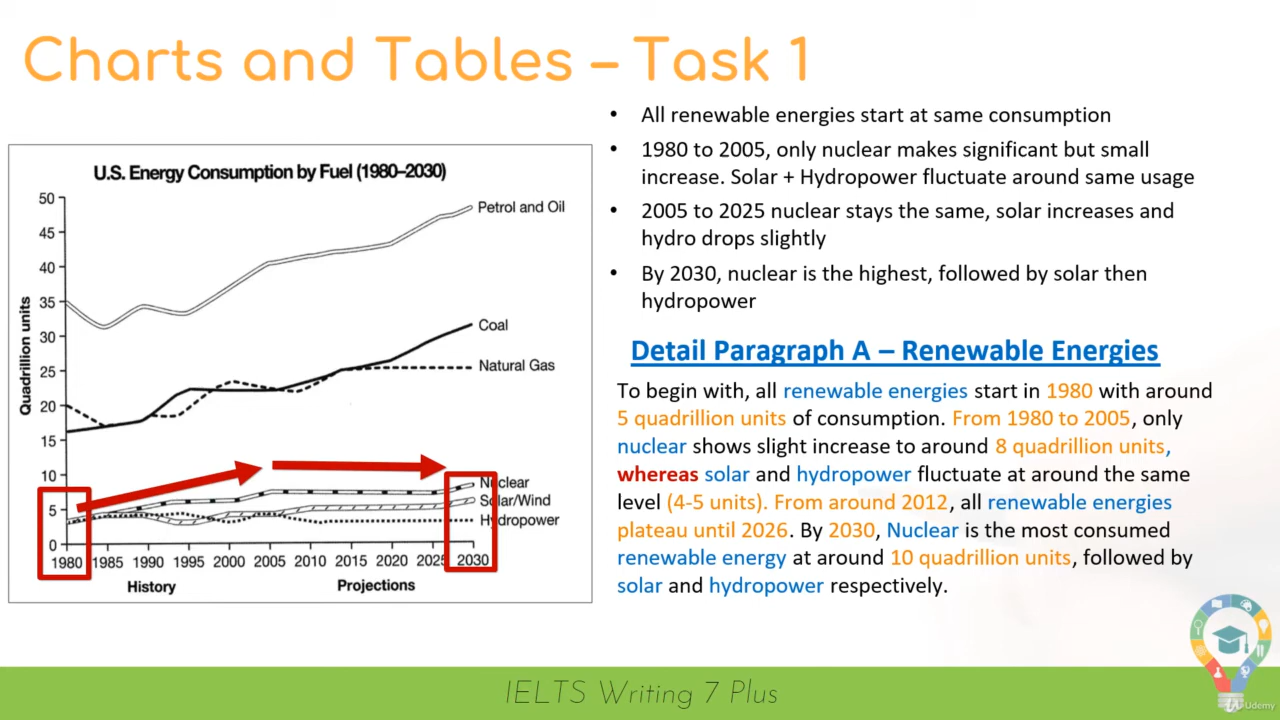 Charts and Tables – Task 1
• All renewable energies start at same consumption
• 1980 to 2005, only nuclear makes significant but small
increase. Solar + Hydropower fluctuate around same usage
• 2005 to 2025 nuclear stays the same, solar increases and
hydro drops slightly
• By 2030, nuclear is the highest, followed by solar then
hydropower
U.S. Energy Consumption by Fuel (1980–2030)
Quadrillion units
50
45
40
35
30
25
20
15
10
5
0
Petrol and Oil
Coal
Natural Gas
Nuclear
Solar/Wind
Hydropower
1980 1985 1990 1995 2000 2005 2010 2015 2020 2025 2030
History Projections
Detail Paragraph A – Renewable Energies
To begin with, all renewable energies start in 1980 with around
5 quadrillion units of consumption. From 1980 to 2005, only
nuclear shows slight increase to around 8 quadrillion units,
whereas solar and hydropower fluctuate at around the same
level (4-5 units). From around 2012, all renewable energies
plateau until 2026. By 2030, Nuclear is the most consumed
renewable energy at around 10 quadrillion units, followed by
solar and hydropower respectively.
IELTS Writing 7 Plus
Udemy